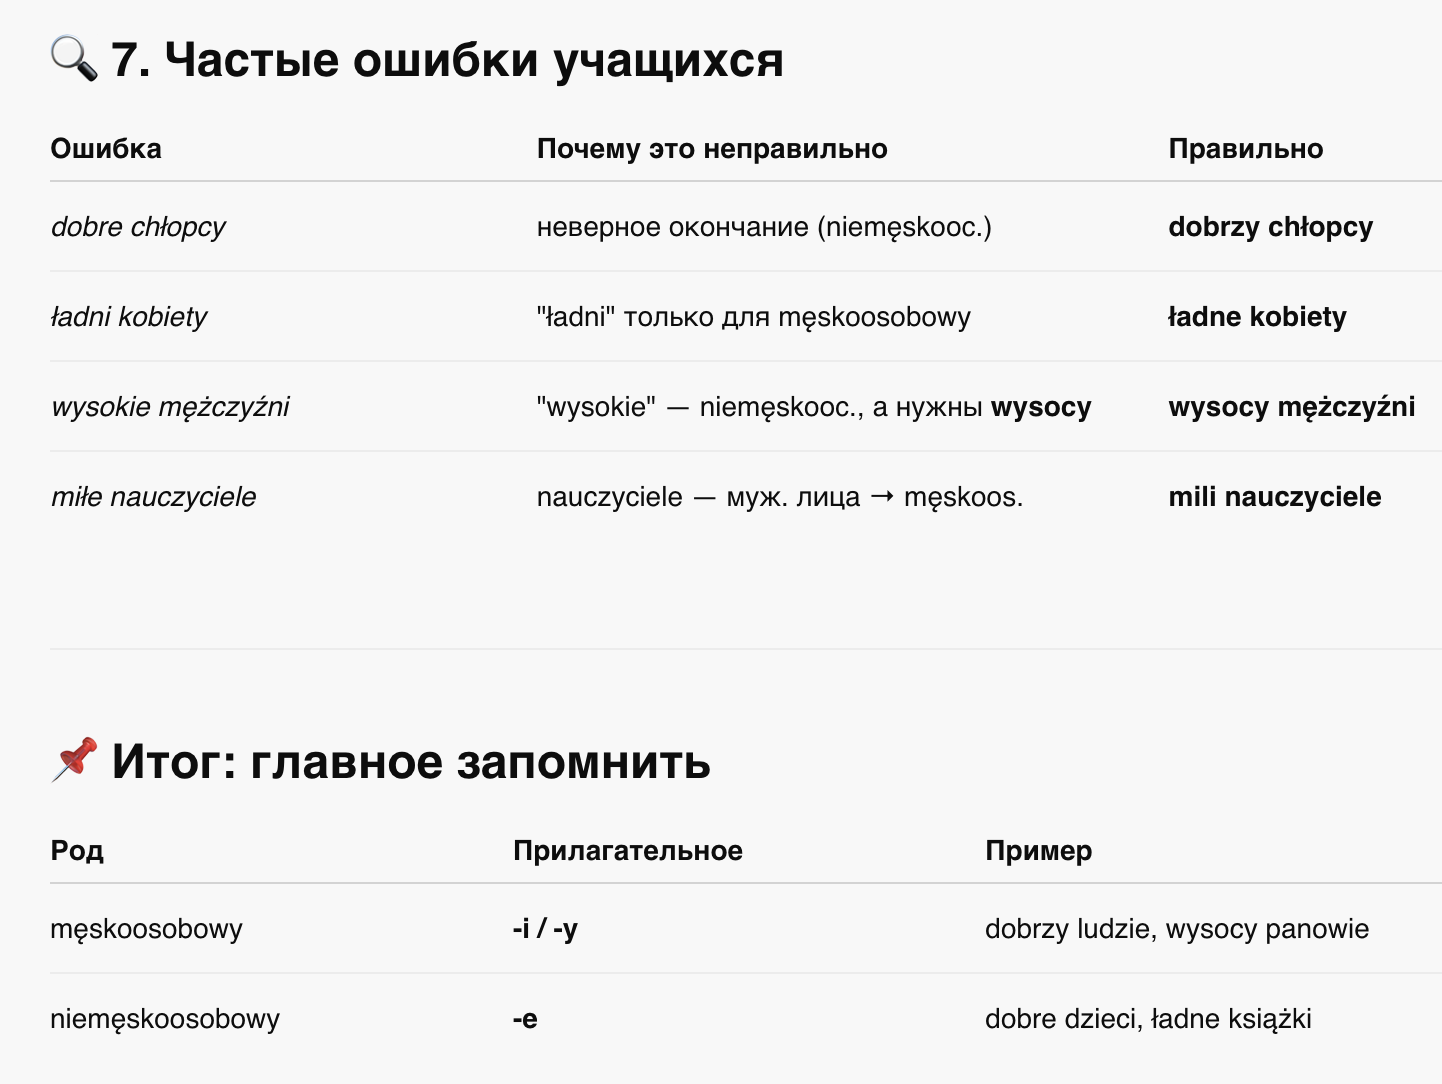 🔍 7. Частые ошибки учащихся
Ошибка Почему это неправильно Правильно
dobre chłopcy неверное окончание (niemęskooc.) dobrzy chłopcy
ładni kobiety "ładni" только для męskoosobowy ładne kobiety
wysokie mężczyźni "wysokie" — niemęskooc., а нужны wysocy wysocy mężczyźni
miłe nauczyciele nauczyciele — муж. лица → męskoos. mili nauczyciele
📌 Итог: главное запомнить
Род Прилагательное Пример
męskoosobowy -i / -y dobrzy ludzie, wysocy panowie
niemęskoosobowy -e dobre dzieci, ładne książki